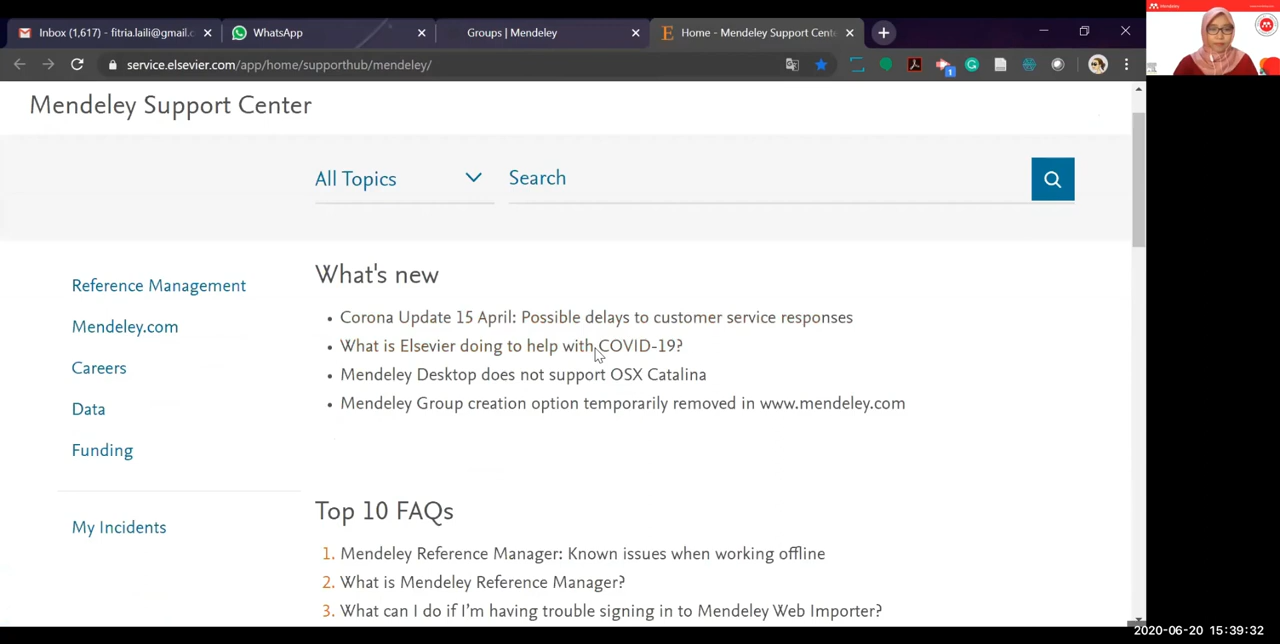 Inbox (1,617) - fitria.laili@gmail.c
WhatsApp
Groups | Mendeley
Home - Mendeley Support Cente
service.elsevier.com/app/home/supporthub/mendeley/
Mendeley
Mendeley Support Center
All Topics
Search
Reference Management
Mendeley.com
Careers
Data
Funding
My Incidents
What's new
• Corona Update 15 April: Possible delays to customer service responses
• What is Elsevier doing to help with COVID-19?
• Mendeley Desktop does not support OSX Catalina
• Mendeley Group creation option temporarily removed in www.mendeley.com
Top 10 FAQs
1. Mendeley Reference Manager: Known issues when working offline
2. What is Mendeley Reference Manager?
3. What can I do if I'm having trouble signing in to Mendeley Web Importer?
2020-06-20 15:39:32